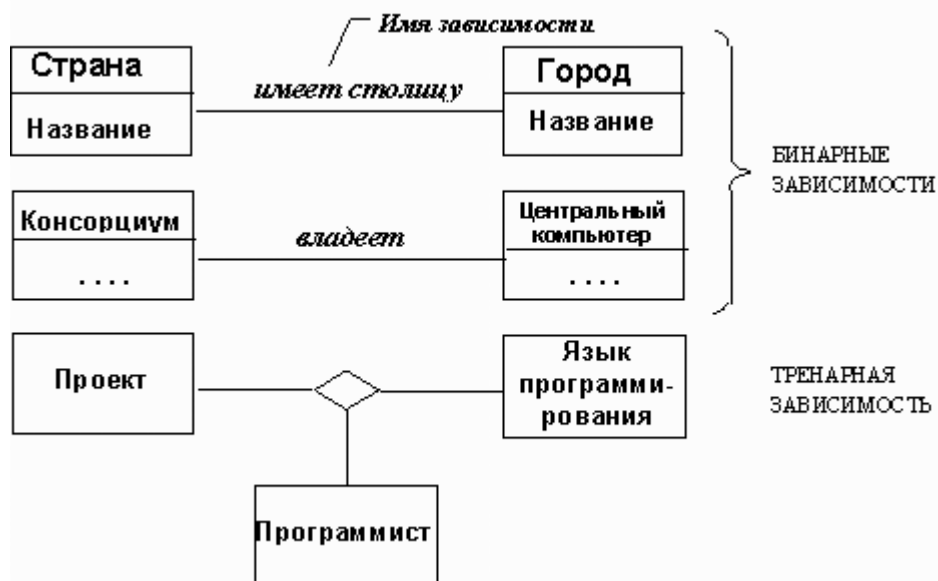 Имя зависимости
Страна
имеет столицу
Город
Название
Название
БИНАРНЫЕ
ЗАВИСИМОСТИ
Консорциум
владеет
Центральный
компьютер
. . . .
. . . .
Проект
Язык
программи-
рования
ТРЕНАРНАЯ
ЗАВИСИМОСТЬ
Программист